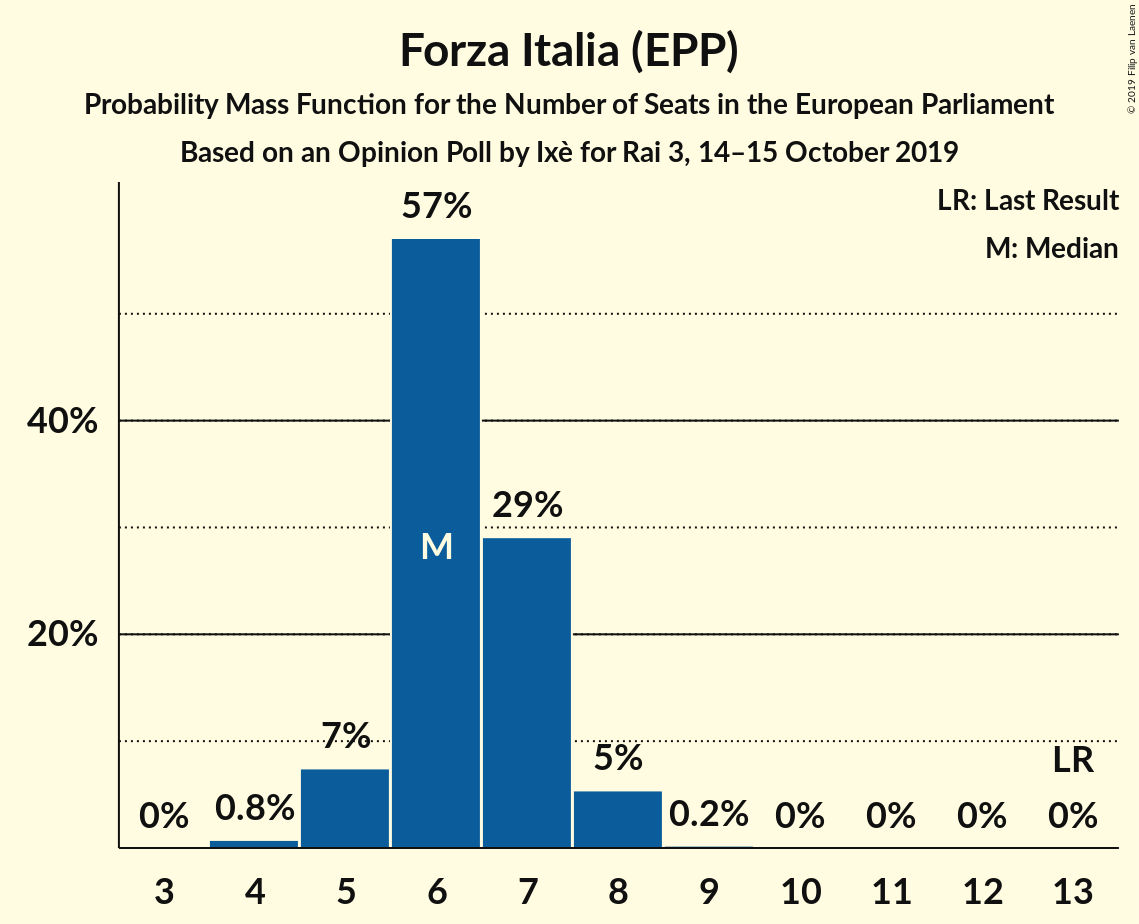 © 2019 Filip van Laenen
Forza Italia (EPP)
Probability Mass Function for the Number of Seats in the European Parliament
Based on an Opinion Poll by Ixè for Rai 3, 14–15 October 2019
LR: Last Result
M: Median
57%
40%
29%
M
20%
7%
5%
LR
0%
0.8%
0.2%
0%
0%
0%
0%
3 4 5 6 7 8 9 10 11 12 13